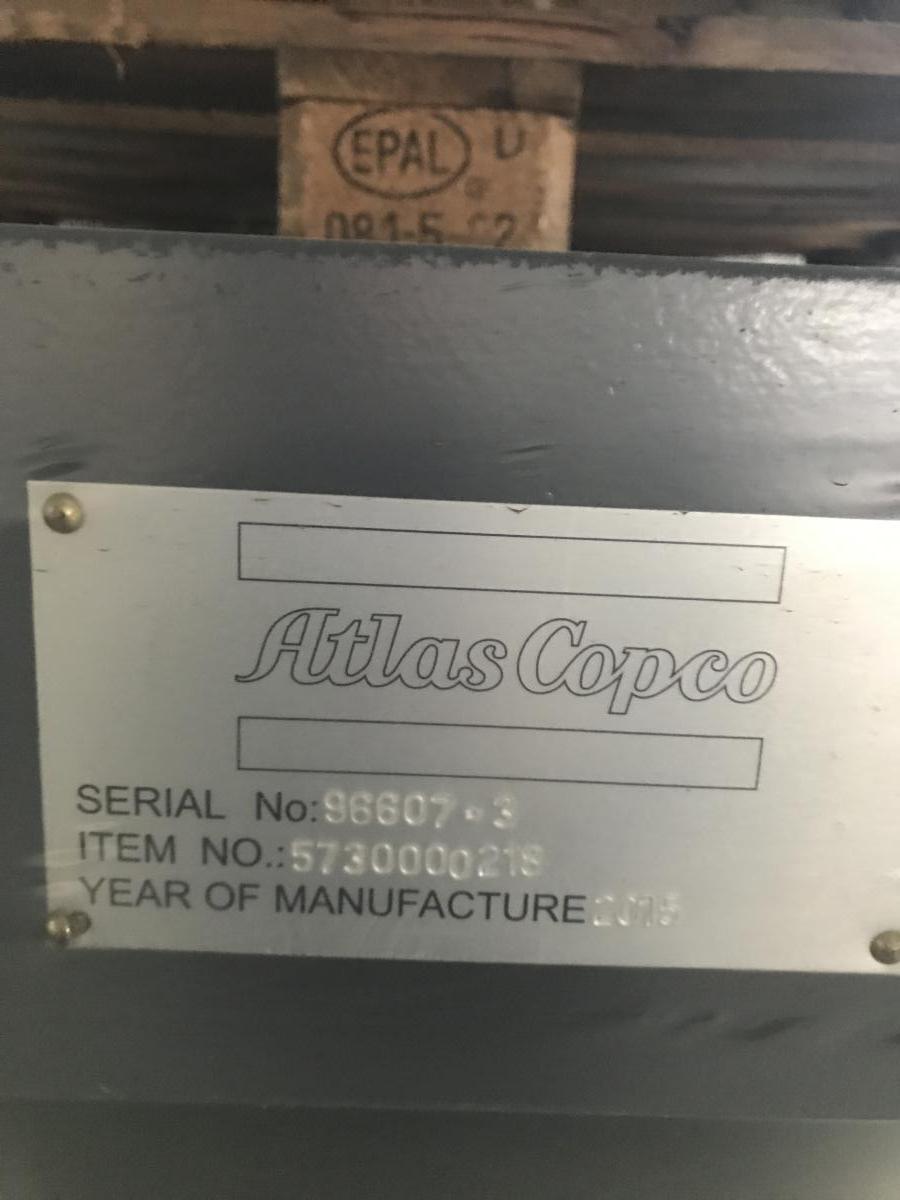 EPAL D
Atlas Copco
SERIAL No: 96607-3
ITEM NO.: 5730000218
YEAR OF MANUFACTURE